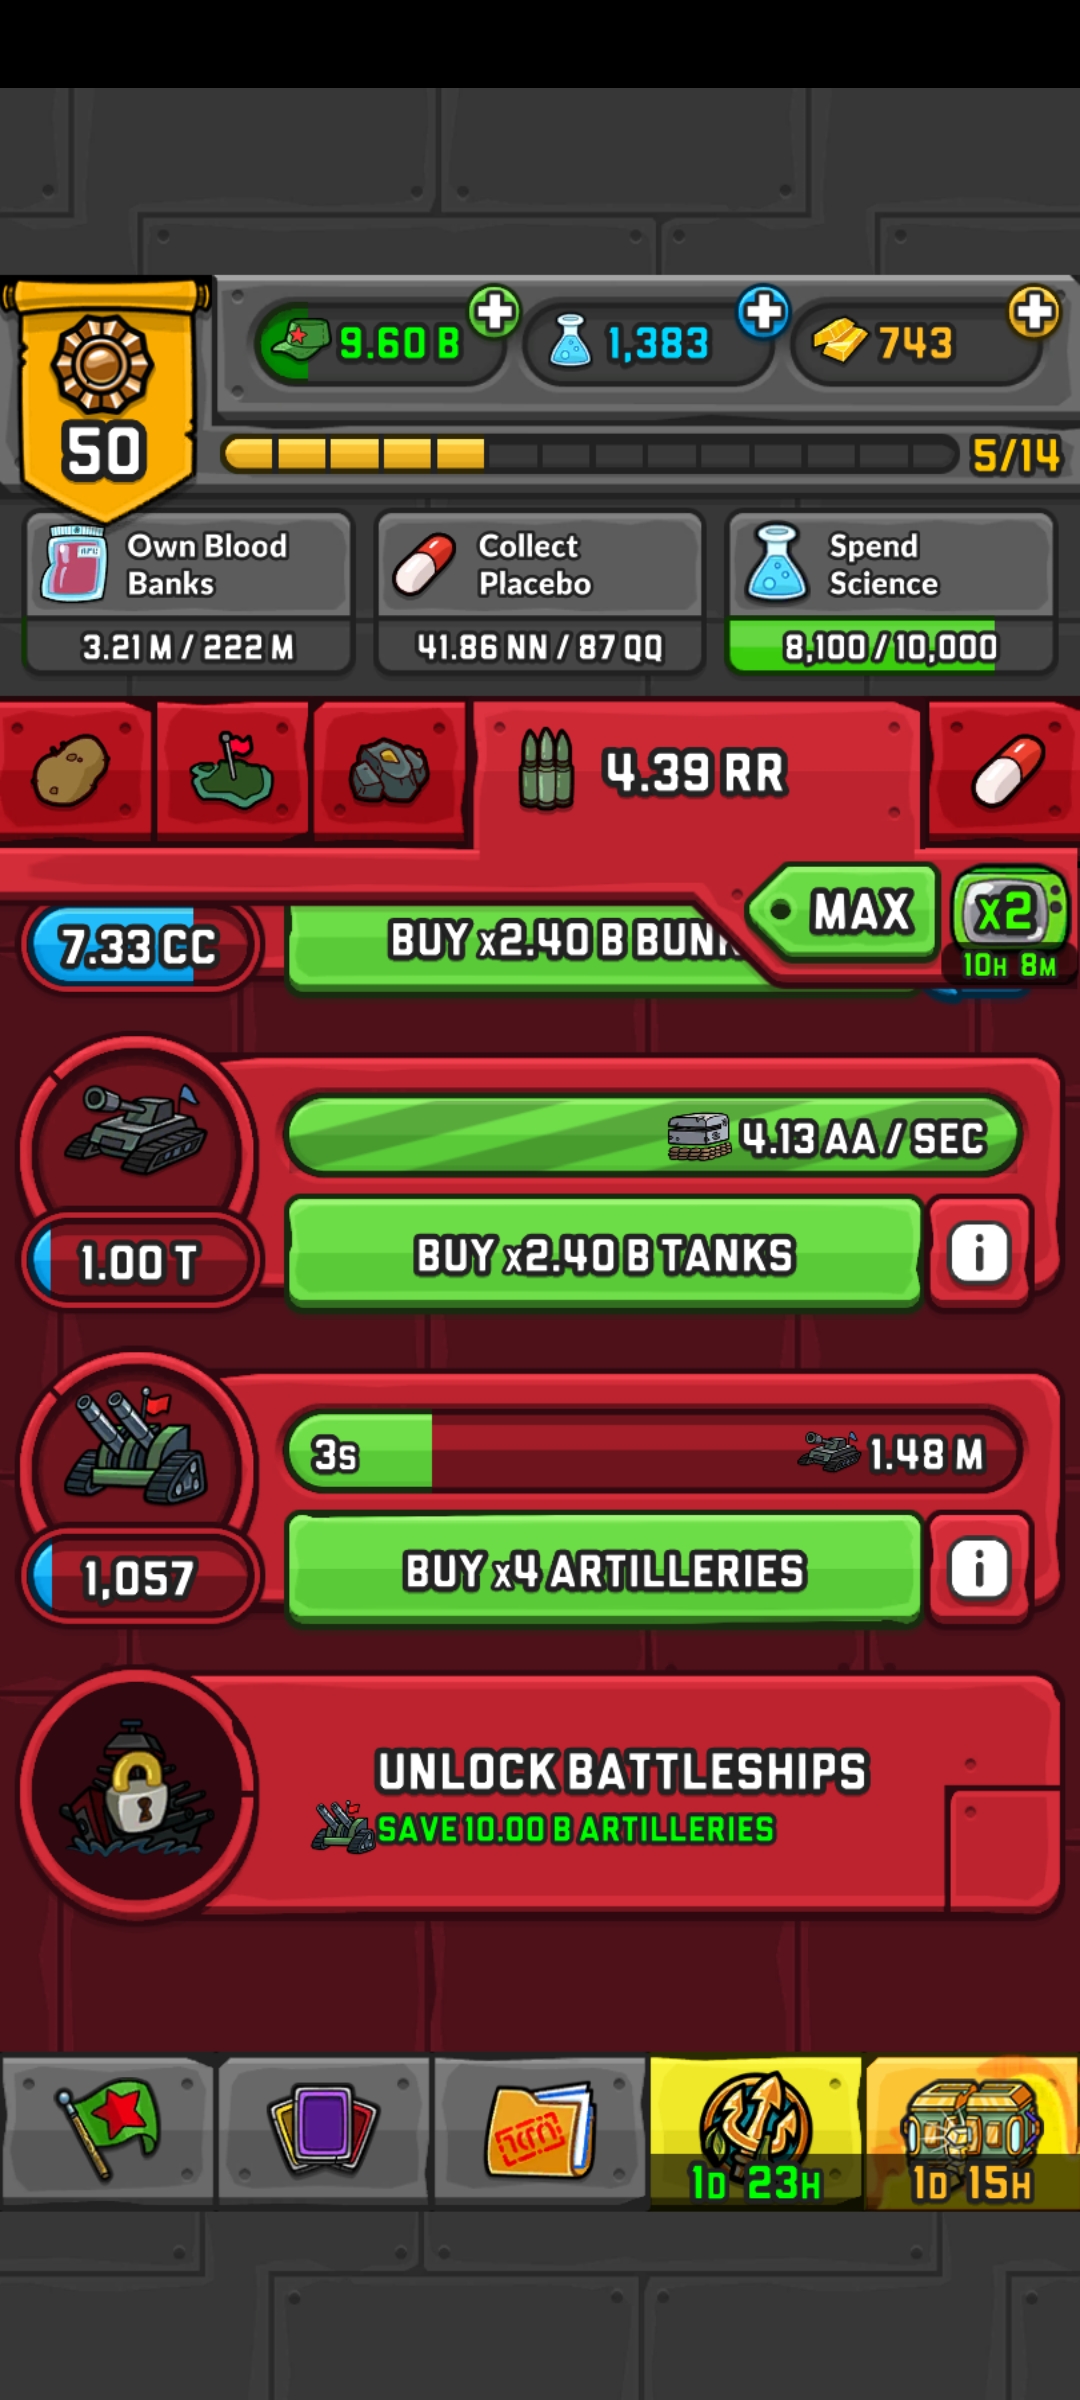 9.60 B
1,383
743
50
5/14
Own Blood
Banks
3.21 M / 222 M
Collect
Placebo
41.86 NN / 87 QQ
Spend
Science
8,100 / 10,000
4.39 RR
MAX
x2
10H 8M
7.33 CC
BUY x2.40 B
4.13 AA / SEC
1.00 T
BUY x2.40 B TANKS
i
3s
1.48 M
1,057
BUY x4 ARTILLERIES
i
UNLOCK BATTLESHIPS
SAVE 10.00 B ARTILLERIES
1D 23H
1D 15H